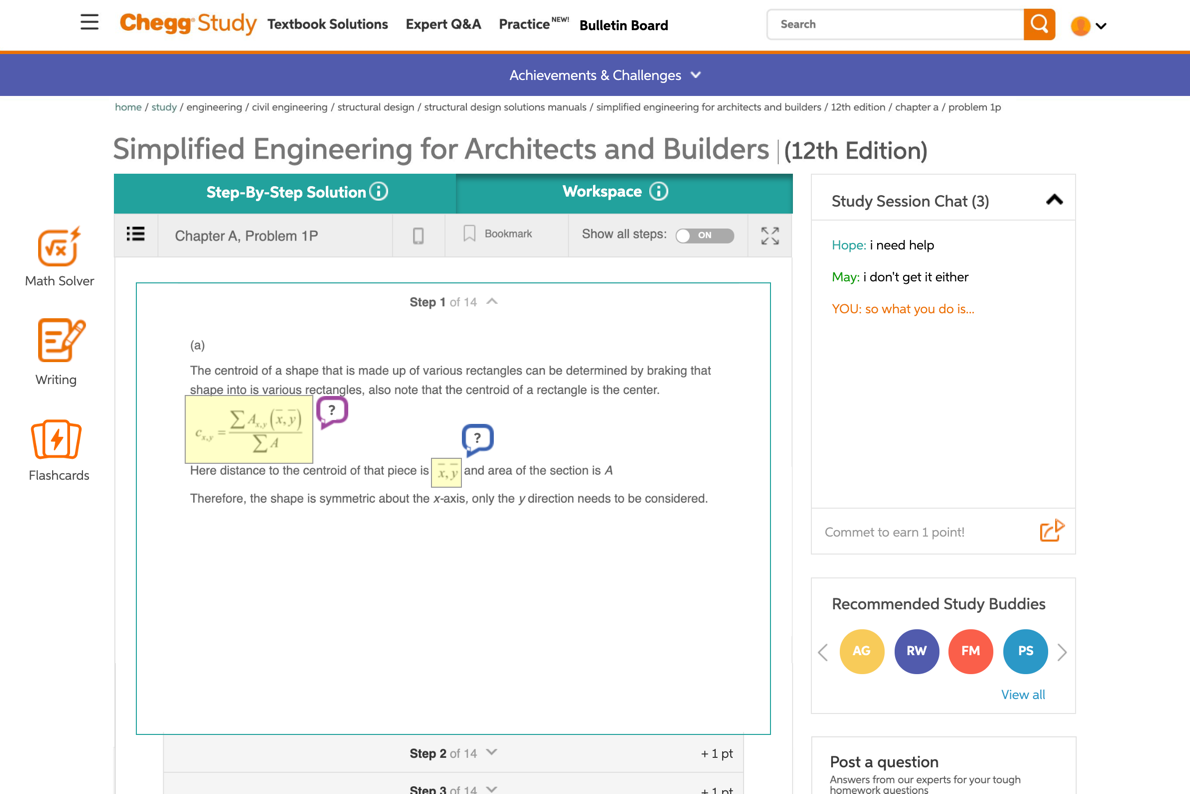 Chegg Study Textbook Solutions Expert Q&A Practice NEW! Bulletin Board Search
Achievements & Challenges
home / study / engineering / civil engineering / structural design / structural design solutions manuals / simplified engineering for architects and builders / 12th edition / chapter a / problem 1p
Simplified Engineering for Architects and Builders | (12th Edition)
Step-By-Step Solution
Workspace
Chapter A, Problem 1P
Bookmark
Show all steps: ON
Math Solver
Writing
Flashcards
Step 1 of 14
(a)
The centroid of a shape that is made up of various rectangles can be determined by braking that
shape into is various rectangles, also note that the centroid of a rectangle is the center.
c_{x,y} = ∑A_{x,y}(x̅, y̅) / ∑A
?
?
Here distance to the centroid of that piece is x̅, y̅ and area of the section is A
Therefore, the shape is symmetric about the x-axis, only the y direction needs to be considered.
Step 2 of 14 + 1 pt
Step 3 of 14 + 1 pt
Study Session Chat (3)
Hope: i need help
May: i don't get it either
YOU: so what you do is...
Commet to earn 1 point!
Recommended Study Buddies
AG RW FM PS
View all
Post a question
Answers from our experts for your tough
homework questions